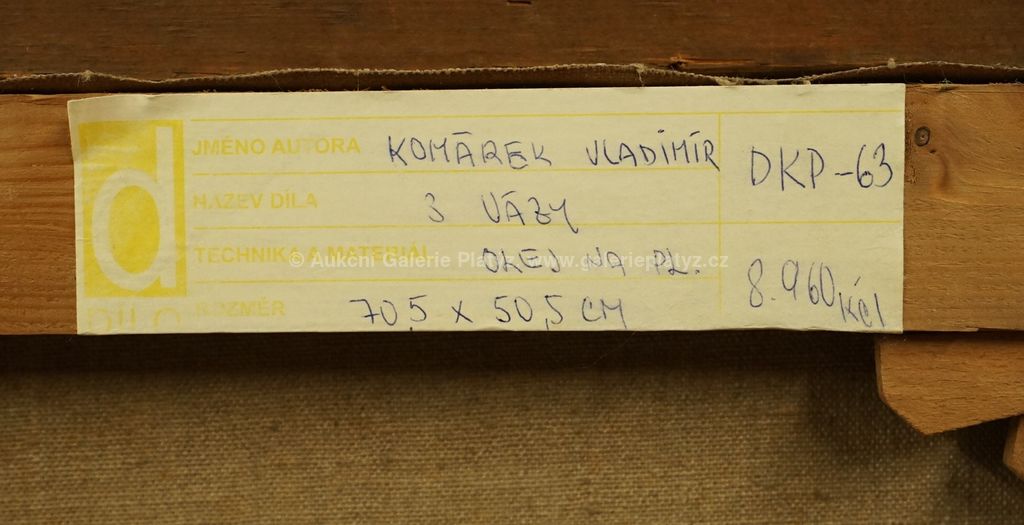 d
DÍLO
JMÉNO AUTORA KOMÁREK VLADIMÍR
NÁZEV DÍLA 3 VÁZY
TECHNIKA A MATERIÁL OLEJ NA PL.
ROZMĚR 70,5 x 50,5 CM
DKP-63
8.960 Kčs
© Aukční Galerie Platýz www.galerieplatyz.cz